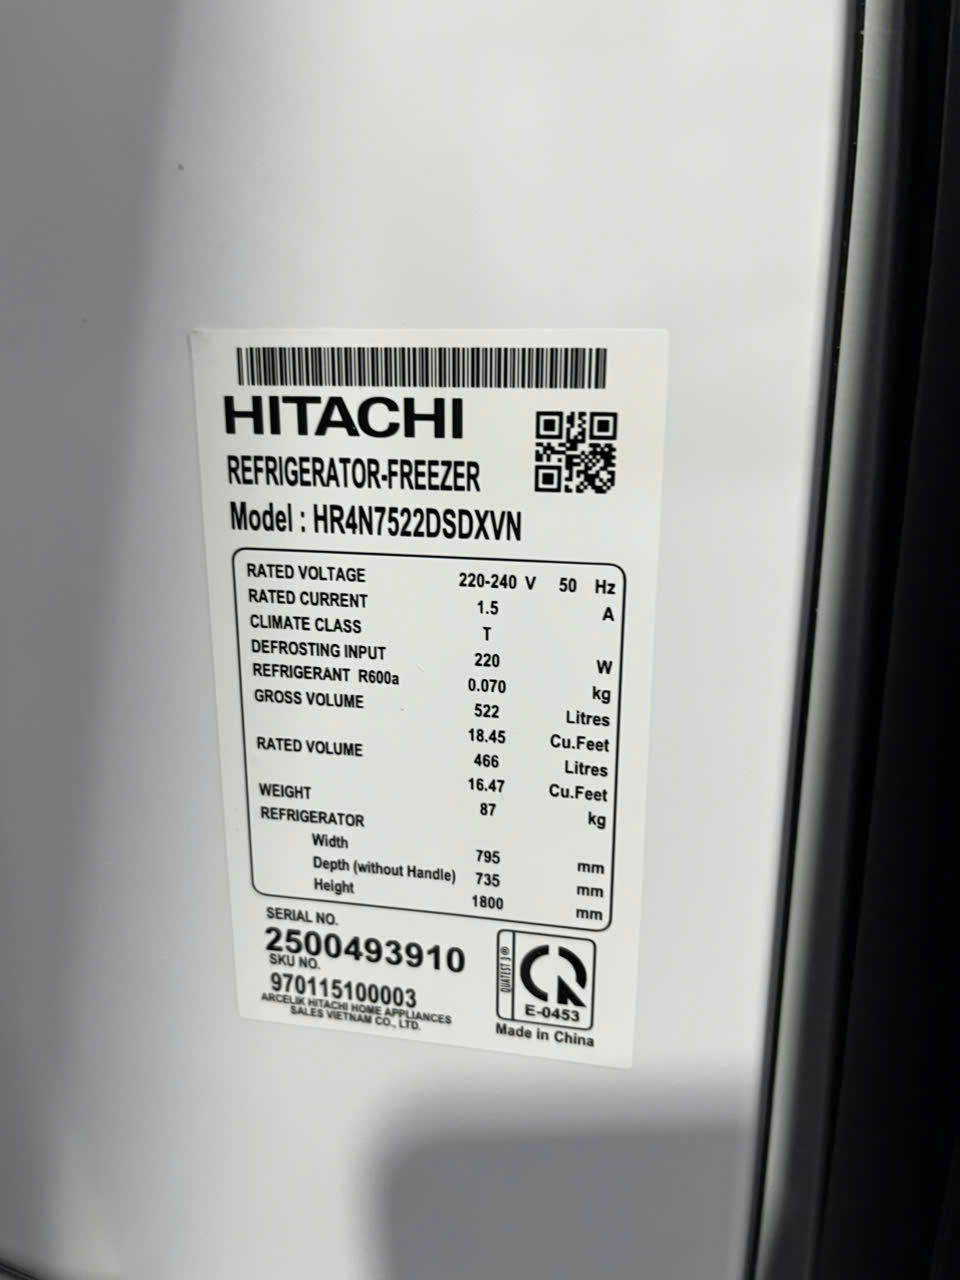 HITACHI
REFRIGERATOR-FREEZER
Model : HR4N7522DSDXVN
RATED VOLTAGE 220-240 V 50 Hz
RATED CURRENT 1.5 A
CLIMATE CLASS T
DEFROSTING INPUT 220 W
REFRIGERANT R600a 0.070 kg
GROSS VOLUME 522 Litres
18.45 Cu.Feet
RATED VOLUME 466 Litres
16.47 Cu.Feet
WEIGHT 87 kg
REFRIGERATOR
Width 795 mm
Depth (without Handle) 735 mm
Height 1800 mm
SERIAL NO.
2500493910
SKU NO.
970115100003
ARCELIK HITACHI HOME APPLIANCES
SALES VIETNAM CO., LTD.
QUATEST 3 ®
CR
E-0453
Made in China